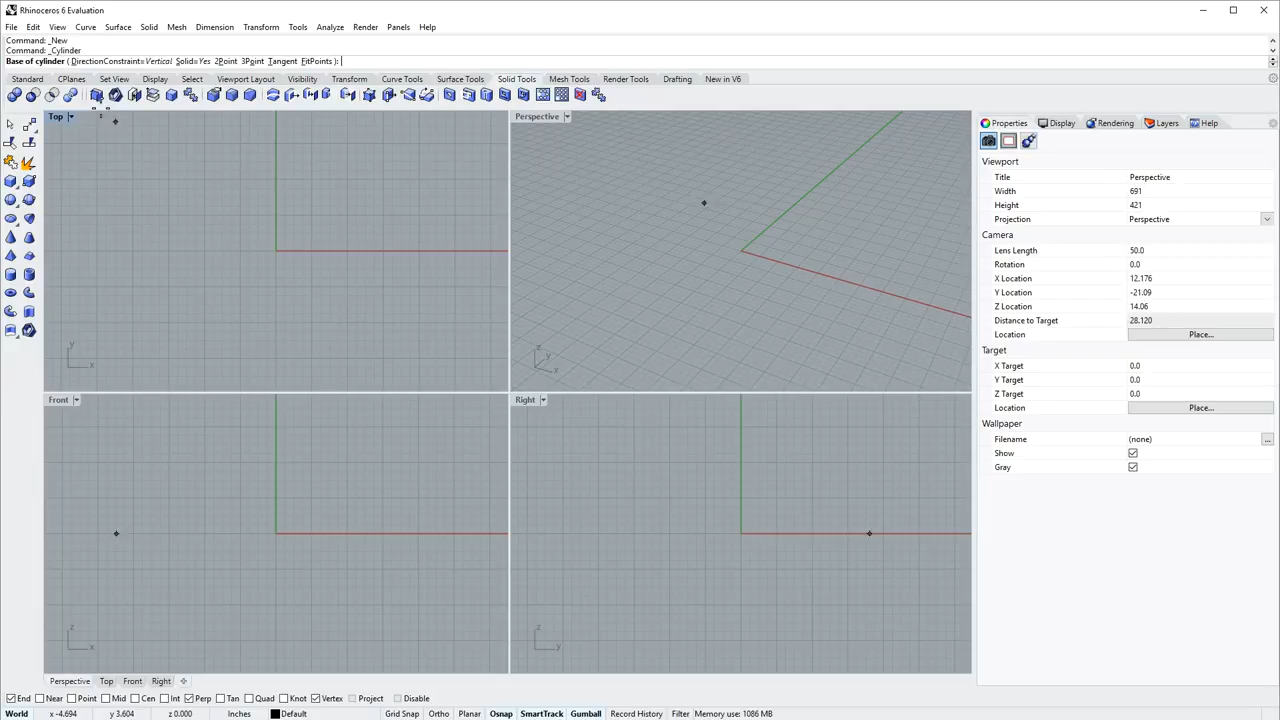 Rhinoceros 6 Evaluation
File Edit View Curve Surface Solid Mesh Dimension Transform Tools Analyze Render Panels Help
Command: _New
Command: _Cylinder
Base of cylinder ( DirectionConstraint=Vertical Solid=Yes 2Point 3Point Tangent FitPoints ):
Standard CPlanes Set View Display Select Viewport Layout Visibility Transform Curve Tools Surface Tools Solid Tools Mesh Tools Render Tools Drafting New in V6
Top
Perspective
Properties Display Rendering Layers Help
Viewport
Title Perspective
Width 691
Height 421
Projection Perspective
Camera
Lens Length 50.0
Rotation 0.0
X Location 12.176
Y Location -21.09
Z Location 14.06
Distance to Target 28.120
Location Place...
Target
X Target 0.0
Y Target 0.0
Z Target 0.0
Location Place...
Wallpaper
Filename (none) ...
Show
Gray
y
x
z
y
x
Front
Right
z
x
z
y
Perspective Top Front Right
End Near Point Mid Cen Int Perp Tan Quad Knot Vertex Project Disable
World x -4.694 y 3.604 z 0.000 Inches Default Grid Snap Ortho Planar Osnap SmartTrack Gumball Record History Filter Memory use: 1086 MB